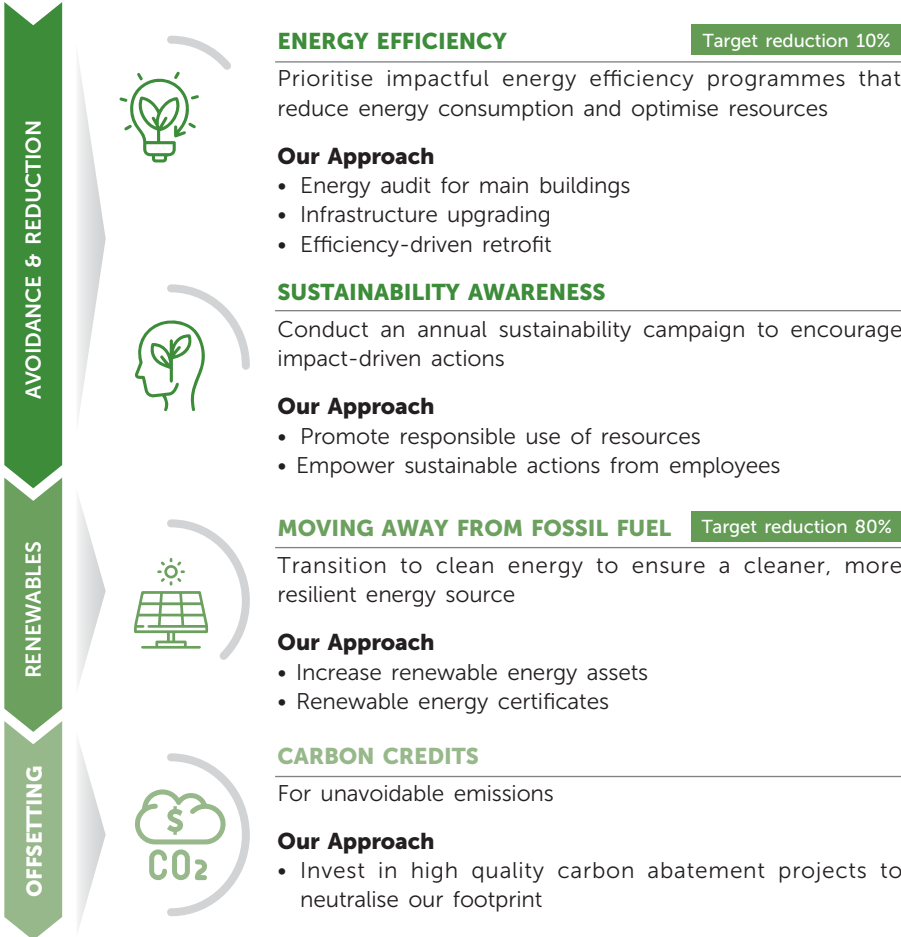 AVOIDANCE & REDUCTION
ENERGY EFFICIENCY
Target reduction 10%
Prioritise impactful energy efficiency programmes that
reduce energy consumption and optimise resources
Our Approach
• Energy audit for main buildings
• Infrastructure upgrading
• Efficiency-driven retrofit
SUSTAINABILITY AWARENESS
Conduct an annual sustainability campaign to encourage
impact-driven actions
Our Approach
• Promote responsible use of resources
• Empower sustainable actions from employees
RENEWABLES
MOVING AWAY FROM FOSSIL FUEL
Target reduction 80%
Transition to clean energy to ensure a cleaner, more
resilient energy source
Our Approach
• Increase renewable energy assets
• Renewable energy certificates
OFFSETTING
$
CO2
CARBON CREDITS
For unavoidable emissions
Our Approach
• Invest in high quality carbon abatement projects to
neutralise our footprint